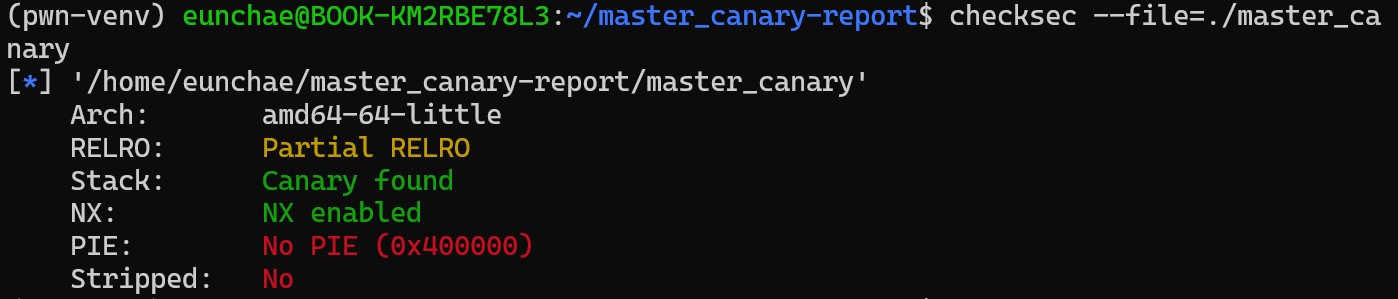 (pwn-venv) eunchae@BOOK-KM2RBE78L3:~/master_canary-report$ checksec --file=./master_ca
nary
[*] '/home/eunchae/master_canary-report/master_canary'
    Arch:       amd64-64-little
    RELRO:      Partial RELRO
    Stack:      Canary found
    NX:         NX enabled
    PIE:        No PIE (0x400000)
    Stripped:   No